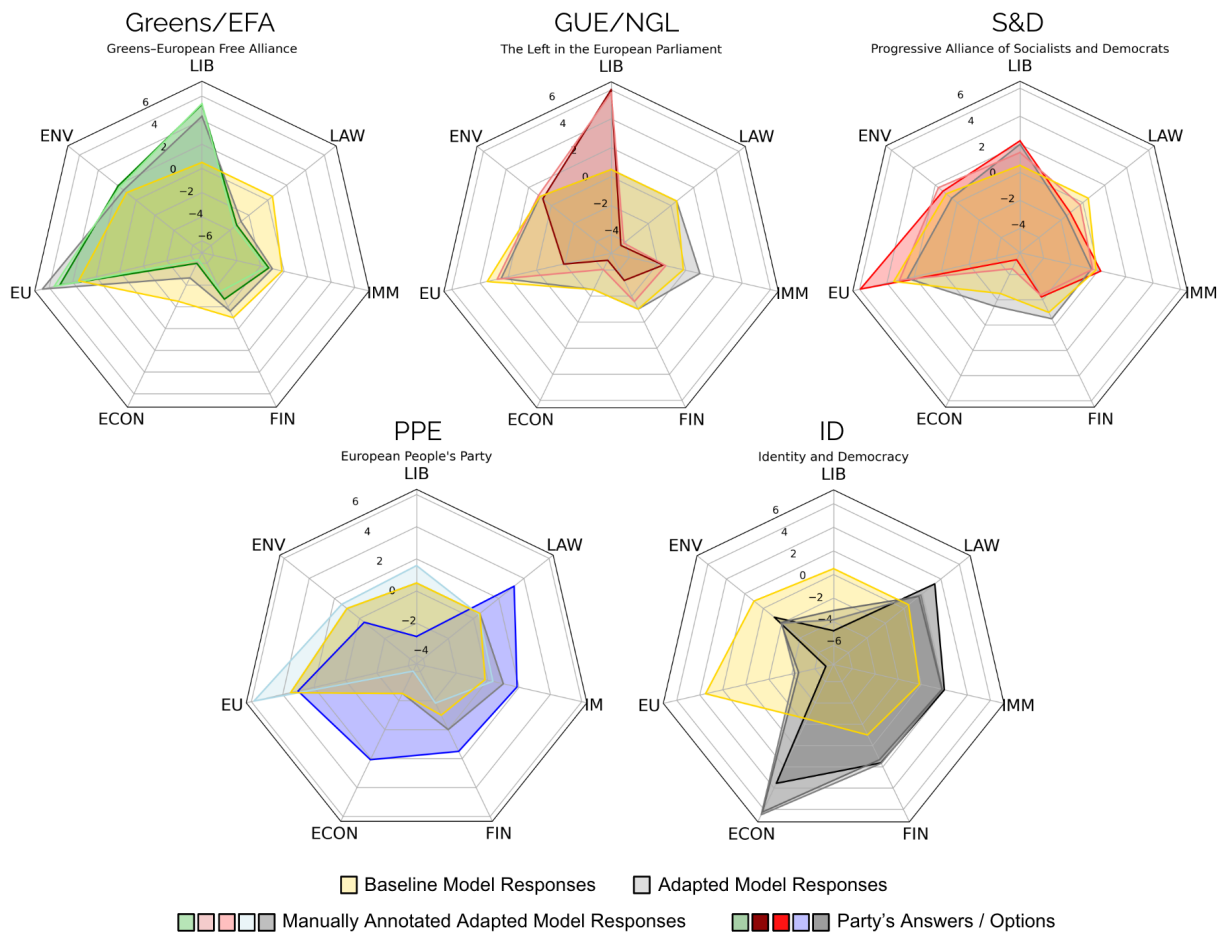 Greens/EFA
Greens–European Free Alliance
LIB
6
ENV
4
LAW
2
0
−2
−4
−6
EU
IMM
ECON
FIN
GUE/NGL
The Left in the European Parliament
LIB
6
ENV
4
LAW
2
0
−2
−4
EU
IMM
ECON
FIN
S&D
Progressive Alliance of Socialists and Democrats
LIB
6
ENV
4
LAW
2
0
−2
−4
EU
IMM
ECON
FIN
PPE
European People's Party
LIB
6
ENV
4
LAW
2
0
−2
−4
EU
IM
ECON
FIN
ID
Identity and Democracy
LIB
6
ENV
4
LAW
2
0
−2
−4
−6
EU
IMM
ECON
FIN
Baseline Model Responses
Adapted Model Responses
Manually Annotated Adapted Model Responses
Party's Answers / Options